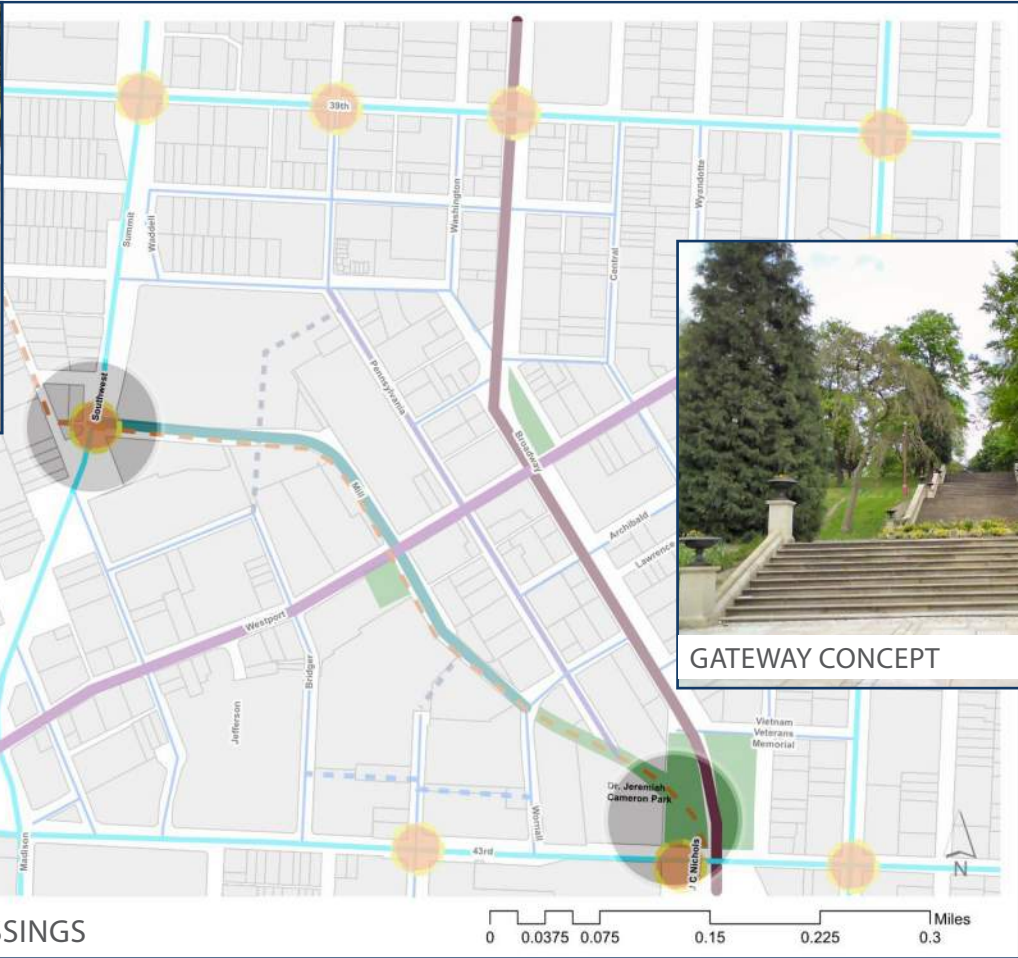 39th
Summit
Waddell
Washington
Wyandotte
Central
Southwest
Pennsylvania
Broadway
Mill
Archibald
Lawrence
Westport
Bridger
Jefferson
GATEWAY CONCEPT
Vietnam
Veterans
Memorial
Dr. Jeremiah
Cameron Park
Wornall
43rd
J C Nichols
Madison
N
SSINGS
Miles
0 0.0375 0.075 0.15 0.225 0.3